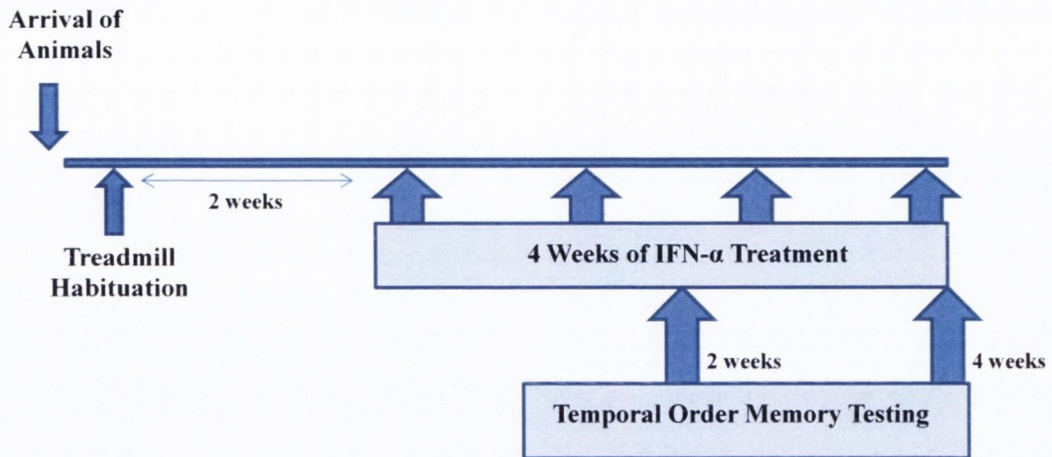 Arrival of
Animals
2 weeks
Treadmill
Habituation
4 Weeks of IFN-α Treatment
2 weeks
4 weeks
Temporal Order Memory Testing